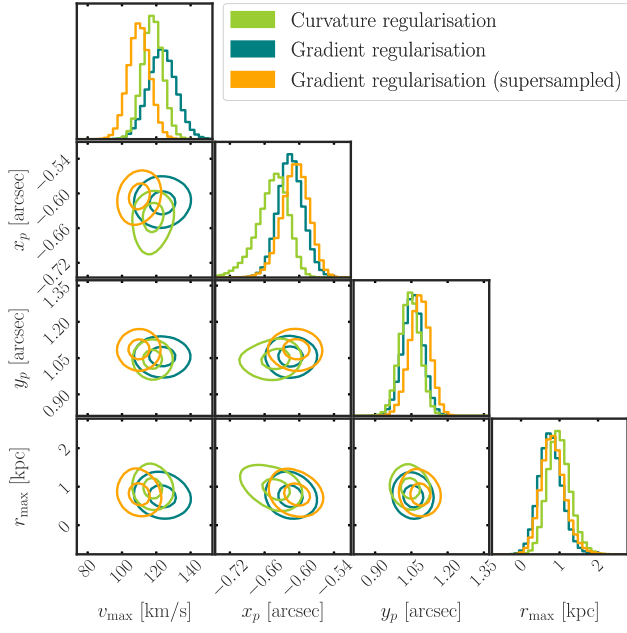 Curvature regularisation
Gradient regularisation
Gradient regularisation (supersampled)
−0.54
−0.60
−0.66
−0.72
x_p [arcsec]
1.35
1.20
1.05
0.90
y_p [arcsec]
2
1
0
r_max [kpc]
80 100 120 140
−0.72 −0.66 −0.60 −0.54
0.90 1.05 1.20 1.35
0 1 2
v_max [km/s]
x_p [arcsec]
y_p [arcsec]
r_max [kpc]